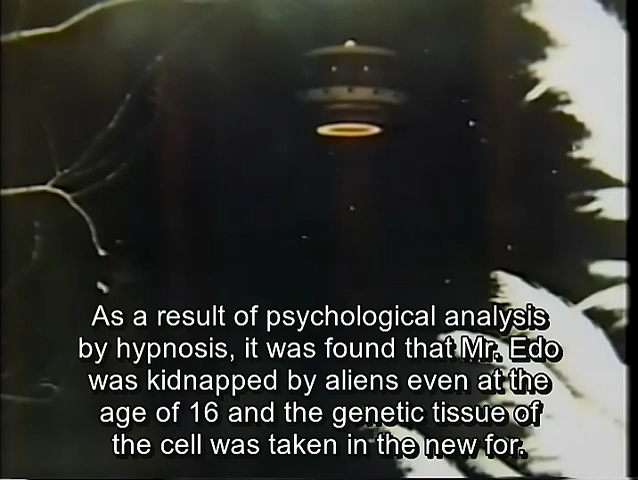 As a result of psychological analysis
by hypnosis, it was found that Mr. Edo
was kidnapped by aliens even at the
age of 16 and the genetic tissue of
the cell was taken in the new for.